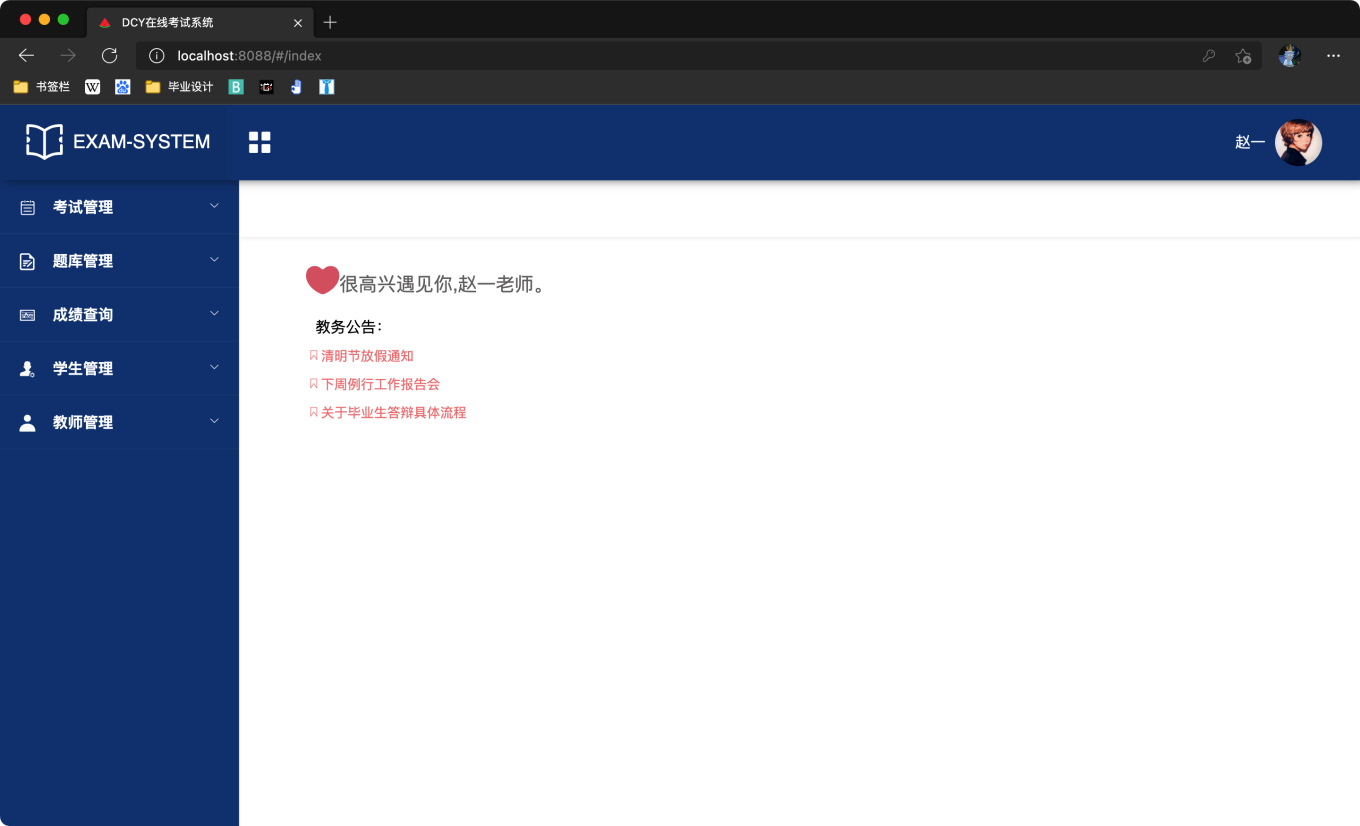 DCY在线考试系统
localhost:8088/#/index
书签栏
W
毕业设计
B
EXAM-SYSTEM
赵一
考试管理
题库管理
成绩查询
学生管理
教师管理
很高兴遇见你,赵一老师。
教务公告：
清明节放假通知
下周例行工作报告会
关于毕业生答辩具体流程